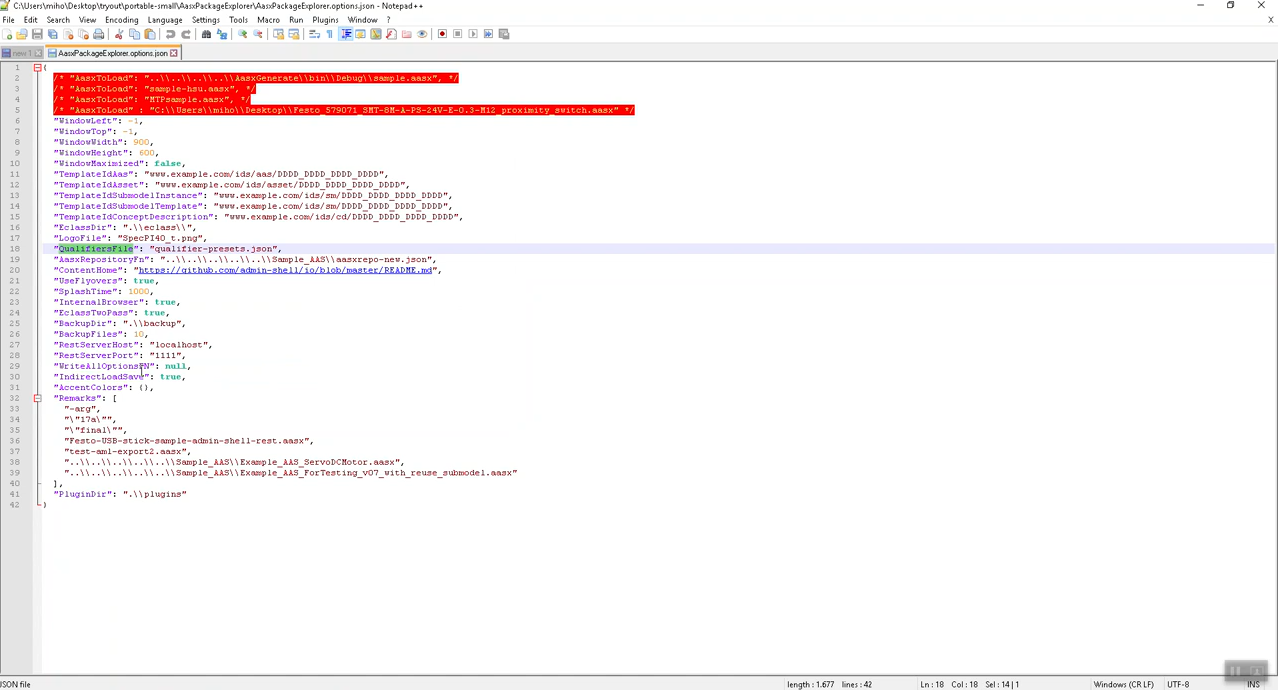 C:\Users\miho\Desktop\tryout\portable-small\AasxPackageExplorer\AasxPackageExplorer.options.json - Notepad++
File Edit Search View Encoding Language Settings Tools Macro Run Plugins Window ?
new 1 AasxPackageExplorer.options.json
1 {
2 /* "AasxToLoad": "..\\..\\..\\..\\AasxGenerate\\bin\\Debug\\sample.aasx", */
3 /* "AasxToLoad": "sample-hsu.aasx", */
4 /* "AasxToLoad": "MTPsample.aasx", */
5 /* "AasxToLoad" : "C:\\Users\\miho\\Desktop\\Festo_579071_SMT-8M-A-PS-24V-E-0.3-M12_proximity_switch.aasx" */
6 "WindowLeft": -1,
7 "WindowTop": -1,
8 "WindowWidth": 900,
9 "WindowHeight": 600,
10 "WindowMaximized": false,
11 "TemplateIdAas": "www.example.com/ids/aas/DDDD_DDDD_DDDD_DDDD",
12 "TemplateIdAsset": "www.example.com/ids/asset/DDDD_DDDD_DDDD_DDDD",
13 "TemplateIdSubmodelInstance": "www.example.com/ids/sm/DDDD_DDDD_DDDD_DDDD",
14 "TemplateIdSubmodelTemplate": "www.example.com/ids/sm/DDDD_DDDD_DDDD_DDDD",
15 "TemplateIdConceptDescription": "www.example.com/ids/cd/DDDD_DDDD_DDDD_DDDD",
16 "EclassDir": ".\\eclass\\",
17 "LogoFile": "SpecPI40_t.png",
18 "QualifiersFile": "qualifier-presets.json",
19 "AasxRepositoryFn": "..\\..\\..\\..\\..\\Sample_AAS\\aasxrepo-new.json",
20 "ContentHome": "https://github.com/admin-shell/io/blob/master/README.md",
21 "UseFlyovers": true,
22 "SplashTime": 1000,
23 "InternalBrowser": true,
24 "EclassTwoPass": true,
25 "BackupDir": ".\\backup",
26 "BackupFiles": 10,
27 "RestServerHost": "localhost",
28 "RestServerPort": "1111",
29 "WriteAllOptionsFN": null,
30 "IndirectLoadSave": true,
31 "AccentColors": {},
32 "Remarks": [
33 "-arg",
34 "\"17a\"",
35 "\"final\"",
36 "Festo-USB-stick-sample-admin-shell-rest.aasx",
37 "test-aml-export2.aasx",
38 "..\\..\\..\\..\\..\\Sample_AAS\\Example_AAS_ServoDCMotor.aasx",
39 "..\\..\\..\\..\\..\\Sample_AAS\\Example_AAS_ForTesting_v07_with_reuse_submodel.aasx"
40 ],
41 "PluginDir": ".\\plugins"
42 }
JSON file length : 1.677 lines : 42 Ln : 18 Col : 18 Sel : 14 | 1 Windows (CR LF) UTF-8 INS